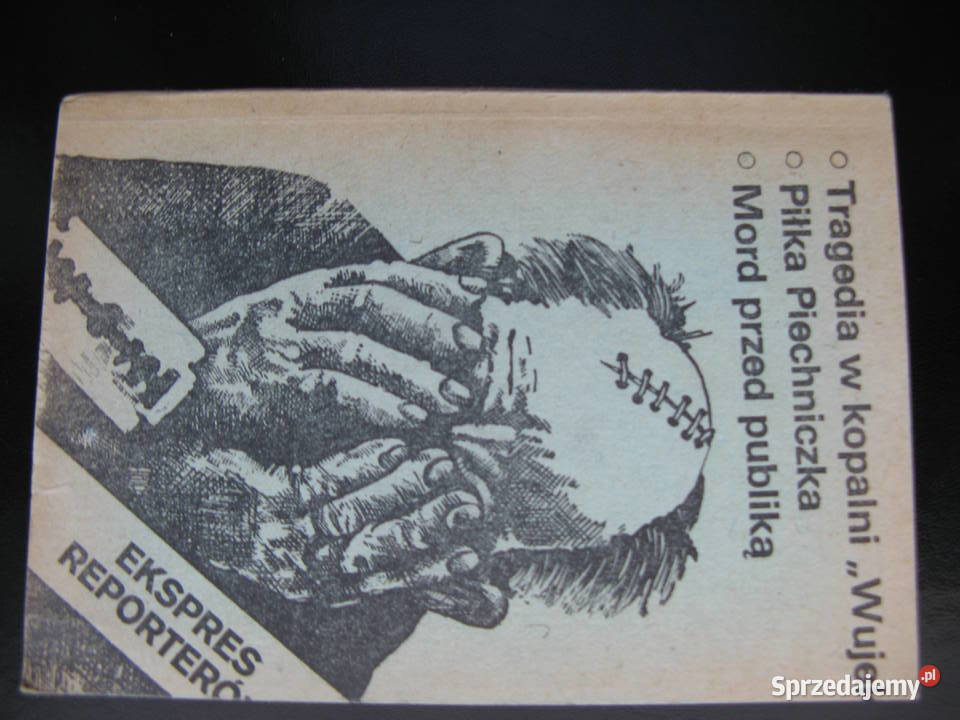 ○ Tragedia w kopalni „Wuje
○ Piłka Piechniczka
○ Mord przed publiką
EKSPRES
REPORTERÓ
Sprzedajemy.pl